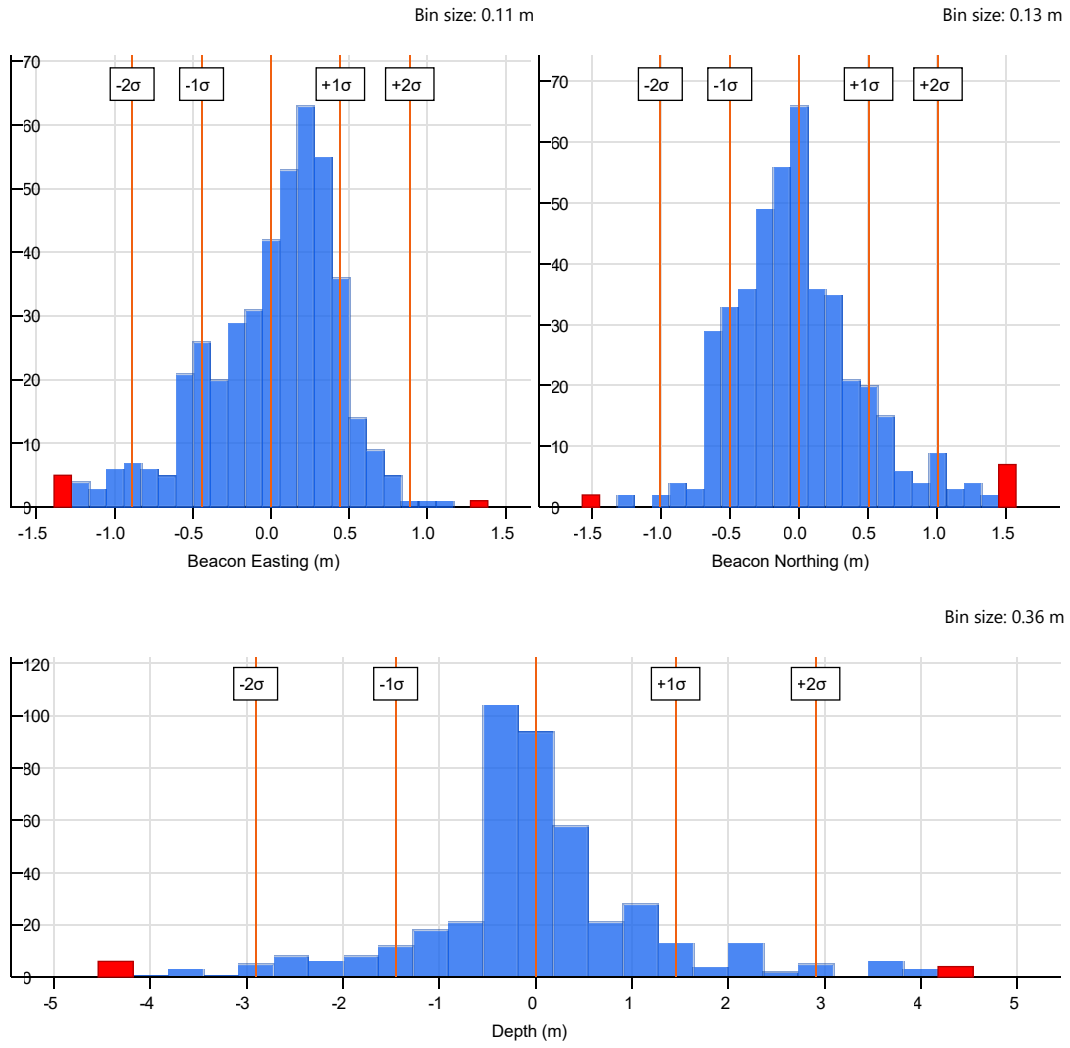 Bin size: 0.11 m
70
60
50
40
30
20
10
0
-2σ
-1σ
+1σ
+2σ
-1.5
-1.0
-0.5
0.0
0.5
1.0
1.5
Beacon Easting (m)
Bin size: 0.13 m
70
60
50
40
30
20
10
0
-2σ
-1σ
+1σ
+2σ
-1.5
-1.0
-0.5
0.0
0.5
1.0
1.5
Beacon Northing (m)
Bin size: 0.36 m
120
100
80
60
40
20
0
-2σ
-1σ
+1σ
+2σ
-5
-4
-3
-2
-1
0
1
2
3
4
5
Depth (m)